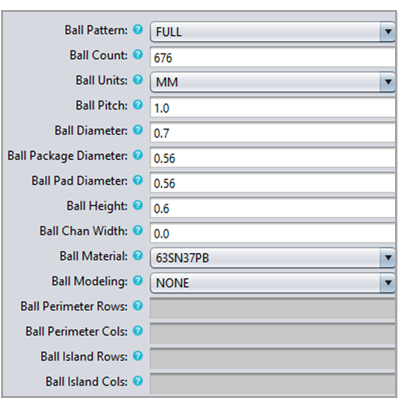 Ball Pattern: ? FULL
Ball Count: ? 676
Ball Units: ? MM
Ball Pitch: ? 1.0
Ball Diameter: ? 0.7
Ball Package Diameter: ? 0.56
Ball Pad Diameter: ? 0.56
Ball Height: ? 0.6
Ball Chan Width: ? 0.0
Ball Material: ? 63SN37PB
Ball Modeling: ? NONE
Ball Perimeter Rows: ?
Ball Perimeter Cols: ?
Ball Island Rows: ?
Ball Island Cols: ?